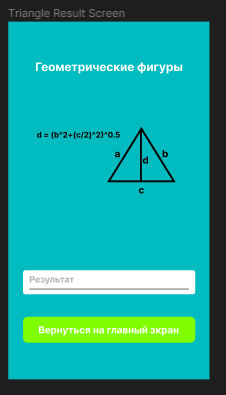 Triangle Result Screen
Геометрические фигуры
d = (b^2+(c/2)^2)^0.5
a
b
d
c
Результат
Вернуться на главный экран